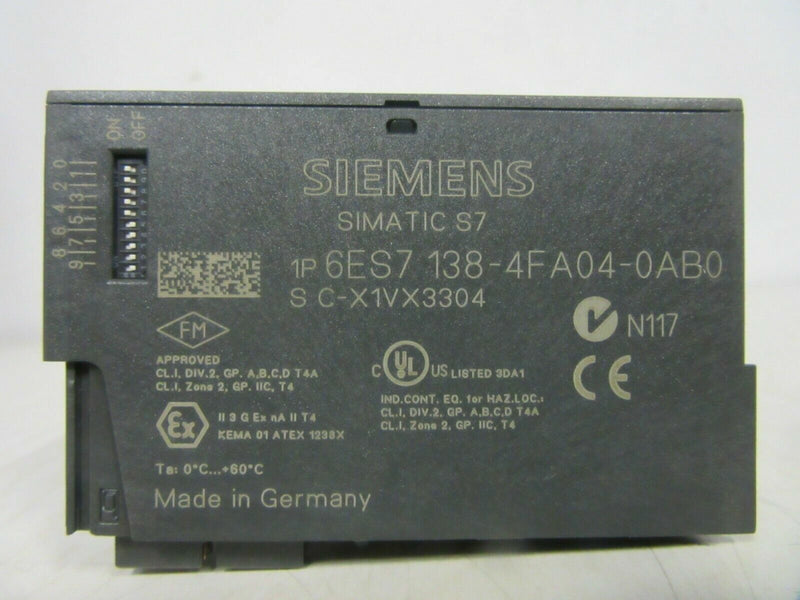 ON OFF
9 8 7 6 5 4 3 2 1 0
SIEMENS
SIMATIC S7
1P 6ES7 138-4FA04-0AB0
S C-X1VX3304
FM
N117
APPROVED
CL.I, DIV.2, GP. A,B,C,D T4A
CL.I, Zone 2, GP. IIC, T4
C UL US LISTED 3DA1
CE
IND.CONT. EQ. for HAZ.LOC.:
CL.I, DIV.2, GP. A,B,C,D T4A
CL.I, Zone 2, GP. IIC, T4
Ex
II 3 G Ex nA II T4
KEMA 01 ATEX 1238X
Ta: 0°C...+60°C
Made in Germany